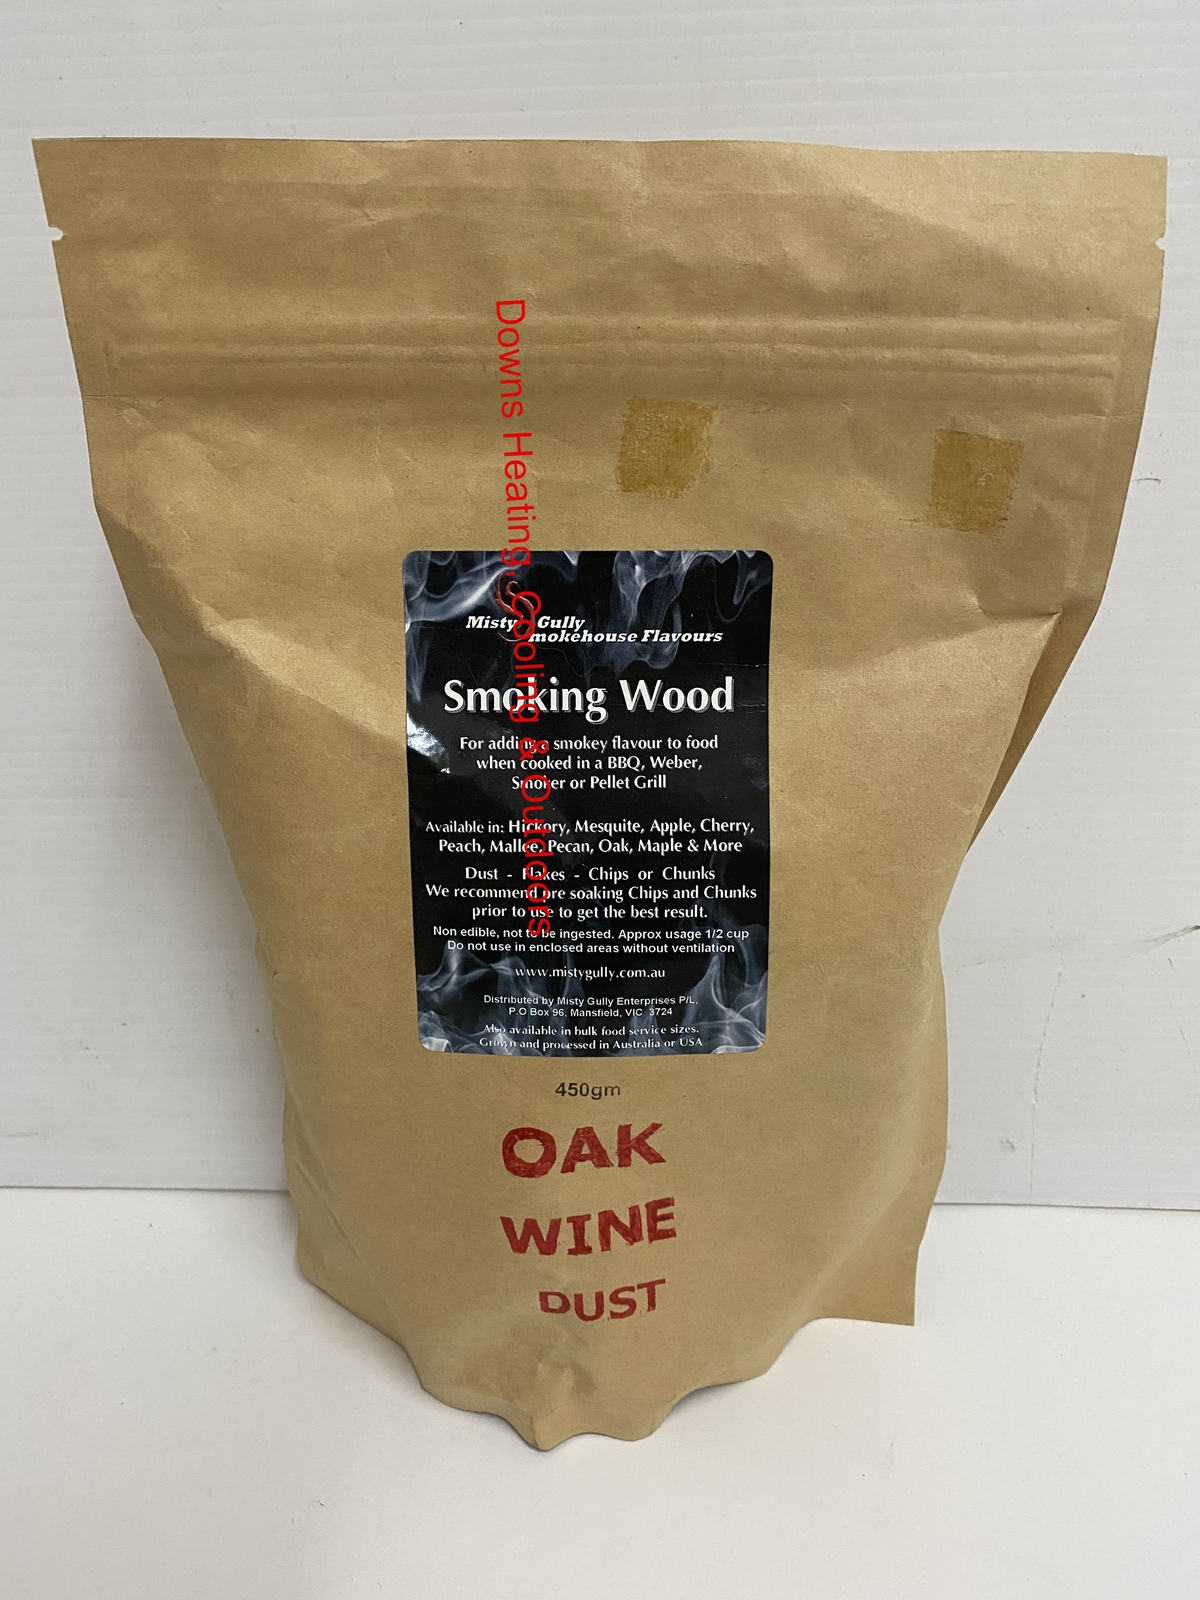 Downs Heating, Cooling & Outdoors
Misty Gully
Smokehouse Flavours
Smoking Wood
For adding a smokey flavour to food
when cooked in a BBQ, Weber,
Smoker or Pellet Grill
Available in: Hickory, Mesquite, Apple, Cherry,
Peach, Mallee, Pecan, Oak, Maple & More
Dust - Flakes - Chips or Chunks
We recommend pre soaking Chips and Chunks
prior to use to get the best result.
Non edible, not to be ingested. Approx usage 1/2 cup
Do not use in enclosed areas without ventilation
www.mistygully.com.au
Distributed by Misty Gully Enterprises P/L,
P.O Box 96, Mansfield, VIC 3724
Also available in bulk food service sizes.
Grown and processed in Australia or USA
450gm
OAK
WINE
DUST